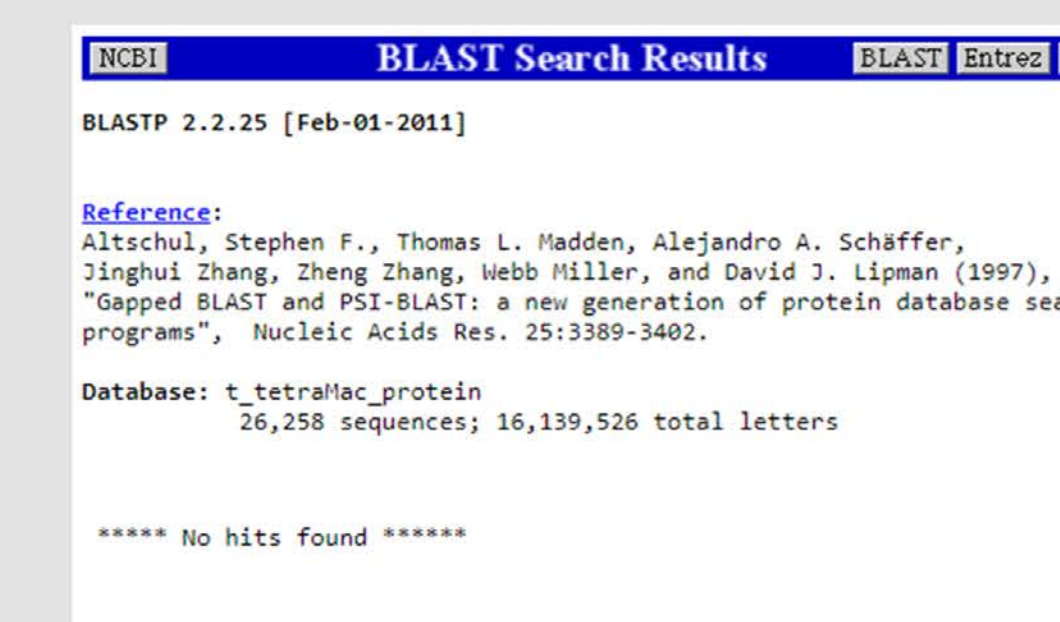 NCBI BLAST Search Results BLAST Entrez
BLASTP 2.2.25 [Feb-01-2011]
Reference:
Altschul, Stephen F., Thomas L. Madden, Alejandro A. Schäffer,
Jinghui Zhang, Zheng Zhang, Webb Miller, and David J. Lipman (1997),
"Gapped BLAST and PSI-BLAST: a new generation of protein database sea
programs",  Nucleic Acids Res. 25:3389-3402.
Database: t_tetraMac_protein
26,258 sequences; 16,139,526 total letters
***** No hits found ******